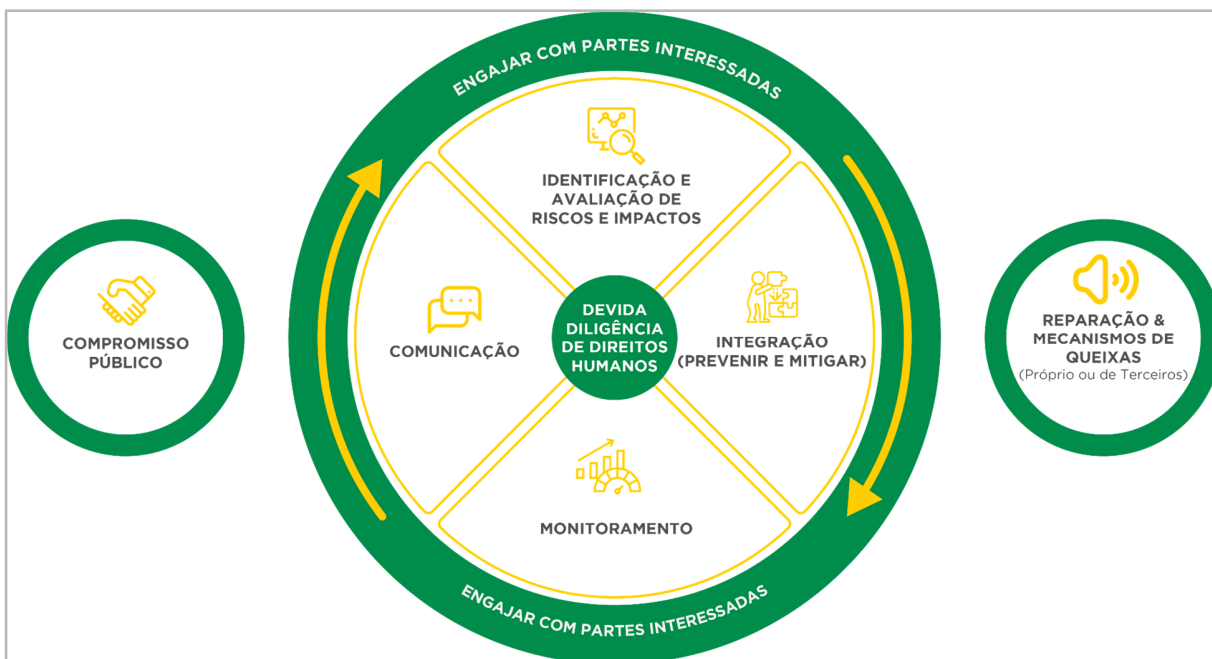 ENGAJAR COM PARTES INTERESSADAS
IDENTIFICAÇÃO E
AVALIAÇÃO DE
RISCOS E IMPACTOS
COMPROMISSO
PÚBLICO
COMUNICAÇÃO
DEVIDA
DILIGÊNCIA
DE DIREITOS
HUMANOS
INTEGRAÇÃO
(PREVENIR E MITIGAR)
REPARAÇÃO &
MECANISMOS DE
QUEIXAS
(Próprio ou de Terceiros)
MONITORAMENTO
ENGAJAR COM PARTES INTERESSADAS